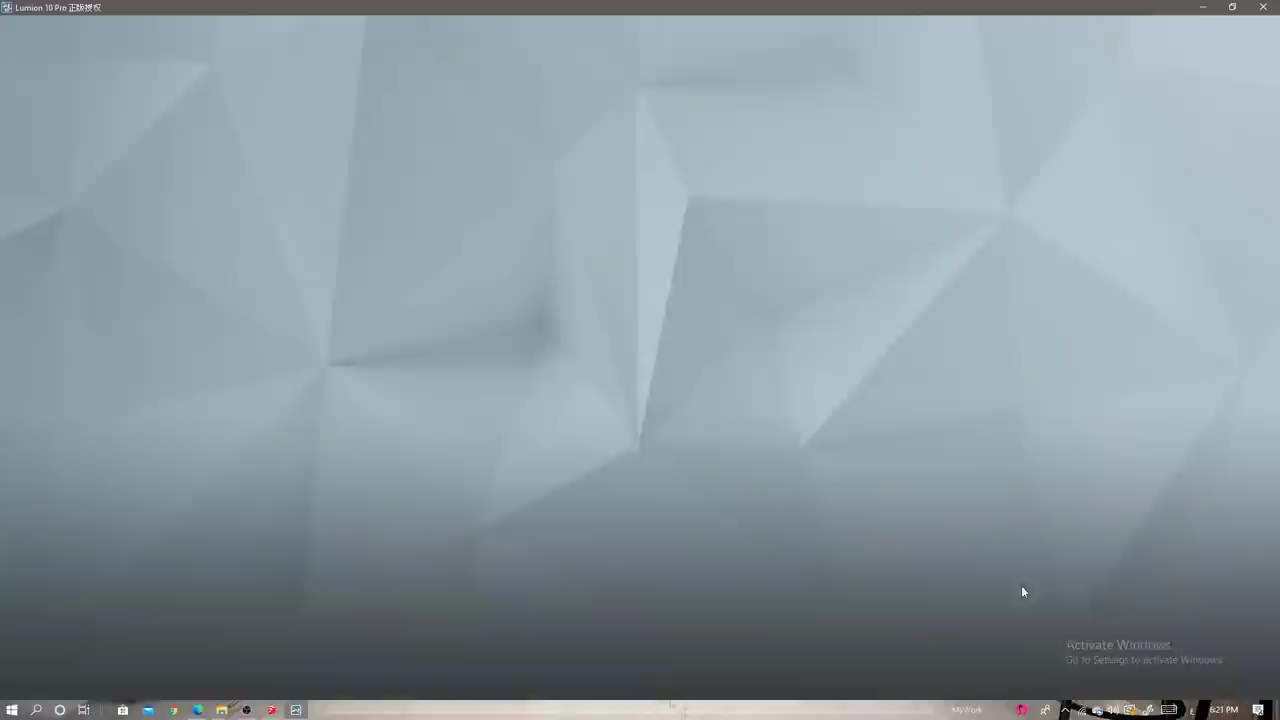 Lumion 10 Pro 正版授权
Activate Windows
Go to Settings to activate Windows.
MyWork
6:21 PM